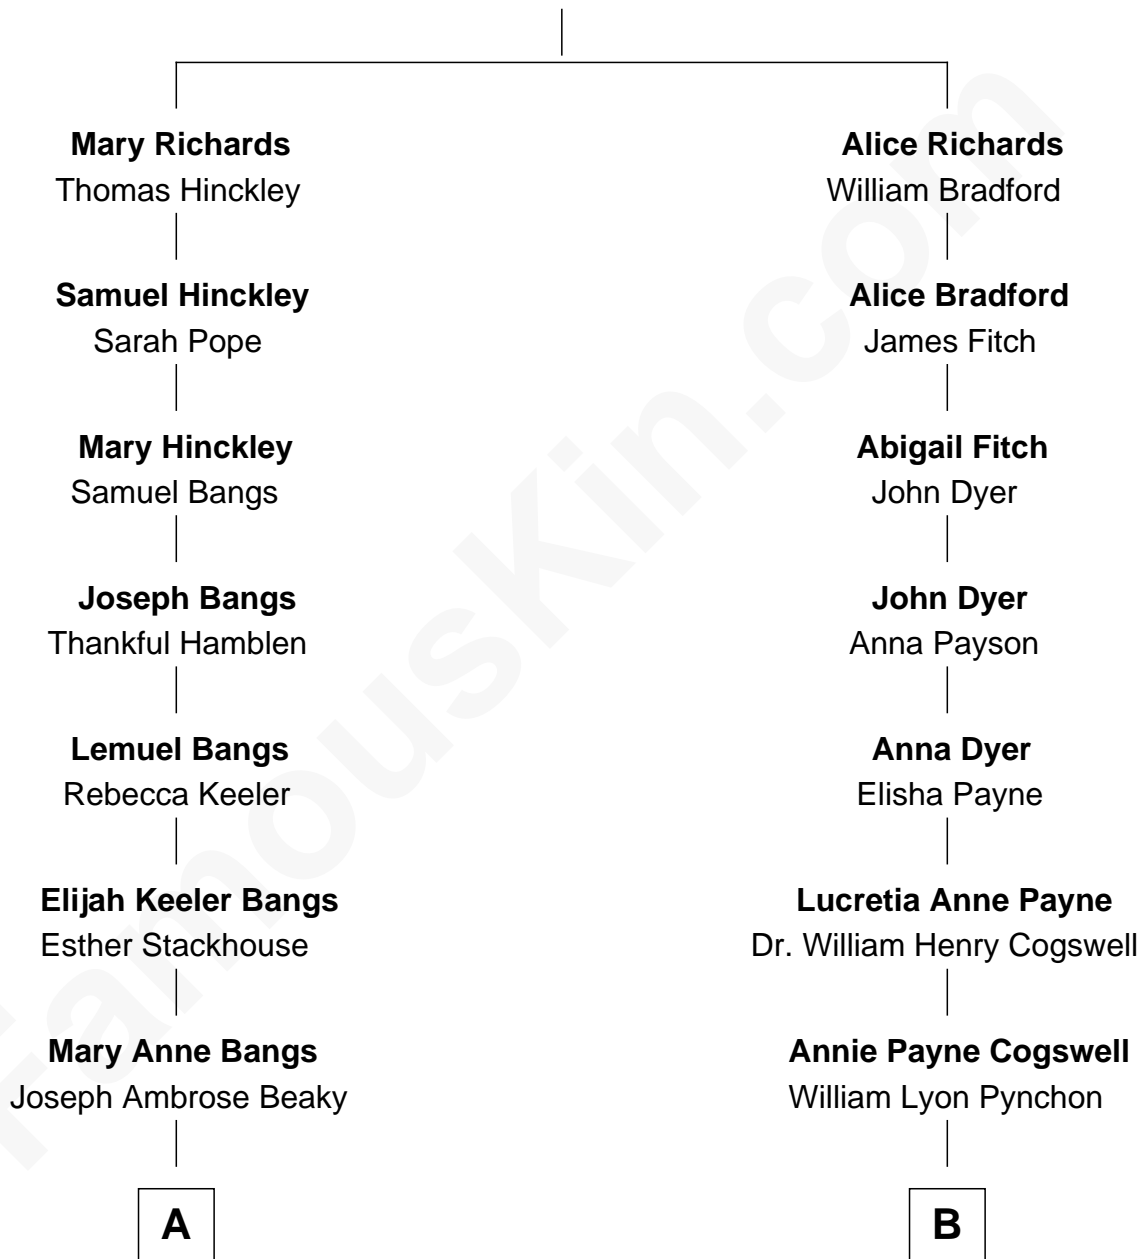 Mary Richards
Thomas Hinckley
Samuel Hinckley
Sarah Pope
Mary Hinckley
Samuel Bangs
Joseph Bangs
Thankful Hamblen
Lemuel Bangs
Rebecca Keeler
Elijah Keeler Bangs
Esther Stackhouse
Mary Anne Bangs
Joseph Ambrose Beaky
A
Alice Richards
William Bradford
Alice Bradford
James Fitch
Abigail Fitch
John Dyer
John Dyer
Anna Payson
Anna Dyer
Elisha Payne
Lucretia Anne Payne
Dr. William Henry Cogswell
Annie Payne Cogswell
William Lyon Pynchon
B
FamousKin.com